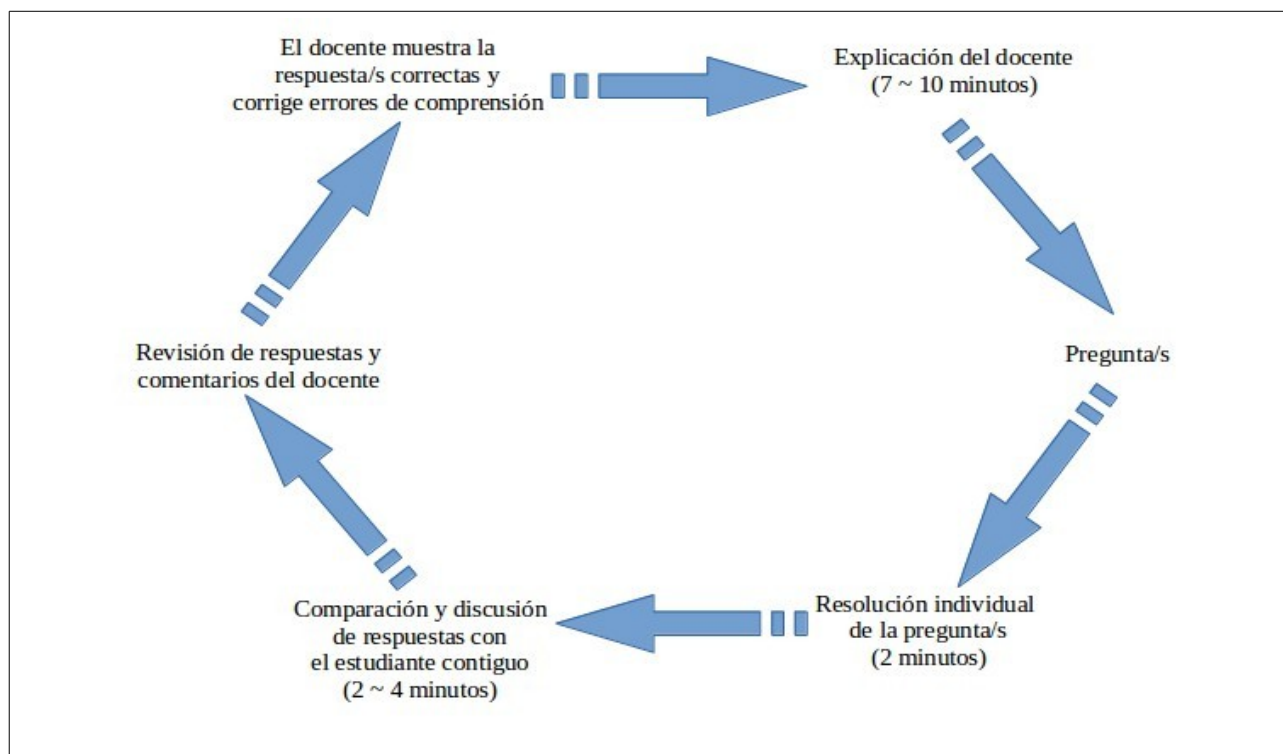 El docente muestra la
respuesta/s correctas y
corrige errores de comprensión
Explicación del docente
(7 ~ 10 minutos)
Pregunta/s
Resolución individual
de la pregunta/s
(2 minutos)
Comparación y discusión
de respuestas con
el estudiante contiguo
(2 ~ 4 minutos)
Revisión de respuestas y
comentarios del docente